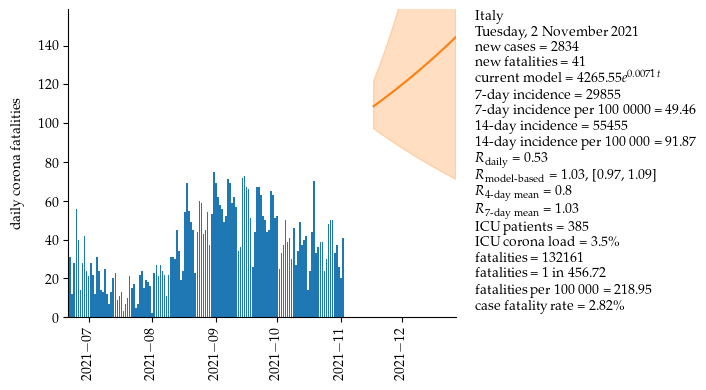 140
120
100
80
60
40
20
0
daily corona fatalities
2021−07
2021−08
2021−09
2021−10
2021−11
2021−12
Italy
Tuesday, 2 November 2021
new cases = 2834
new fatalities = 41
current model = 4265.55e^0.0071 t
7-day incidence = 29855
7-day incidence per 100 0000 = 49.46
14-day incidence = 55455
14-day incidence per 100 000 = 91.87
R_daily = 0.53
R_model-based = 1.03, [0.97, 1.09]
R_4-day mean = 0.8
R_7-day mean = 1.03
ICU patients = 385
ICU corona load = 3.5%
fatalities = 132161
fatalities = 1 in 456.72
fatalities per 100 000 = 218.95
case fatality rate = 2.82%